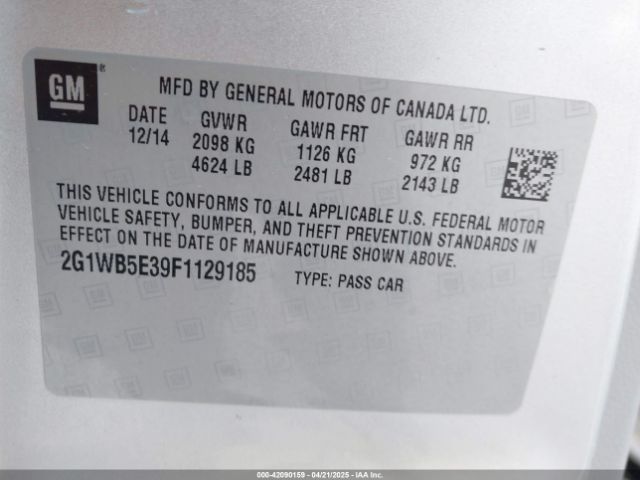 GM ®
MFD BY GENERAL MOTORS OF CANADA LTD.
DATE GVWR GAWR FRT GAWR RR
12/14 2098 KG 1126 KG 972 KG
4624 LB 2481 LB 2143 LB
THIS VEHICLE CONFORMS TO ALL APPLICABLE U.S. FEDERAL MOTOR
VEHICLE SAFETY, BUMPER, AND THEFT PREVENTION STANDARDS IN
EFFECT ON THE DATE OF MANUFACTURE SHOWN ABOVE.
2G1WB5E39F1129185 TYPE: PASS CAR
000-42090159 - 04/21/2025 - IAA Inc.